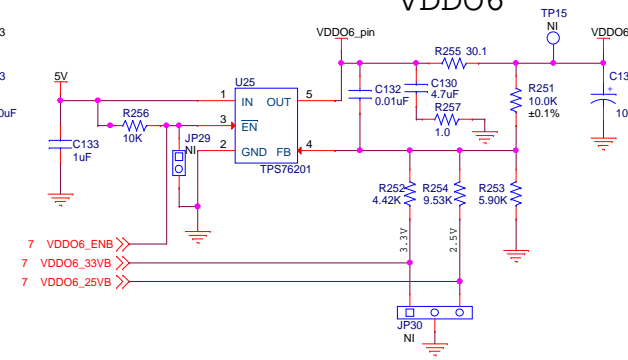 VDDO6
TP15
NI
VDDO6_pin
VDDO6
R255 30.1
5V
U25
1 IN OUT 5
3 EN
2 GND FB 4
TPS76201
R256
10K
C133
1uF
JP29
NI
C132
0.01uF
C130
4.7uF
R257
1.0
R251
10.0K
±0.1%
C13
10
0uF
3
3
R252
4.42K
R254
9.53K
R253
5.90K
3.3V
2.5V
7 VDDO6_ENB
7 VDDO6_33VB
7 VDDO6_25VB
JP30
NI